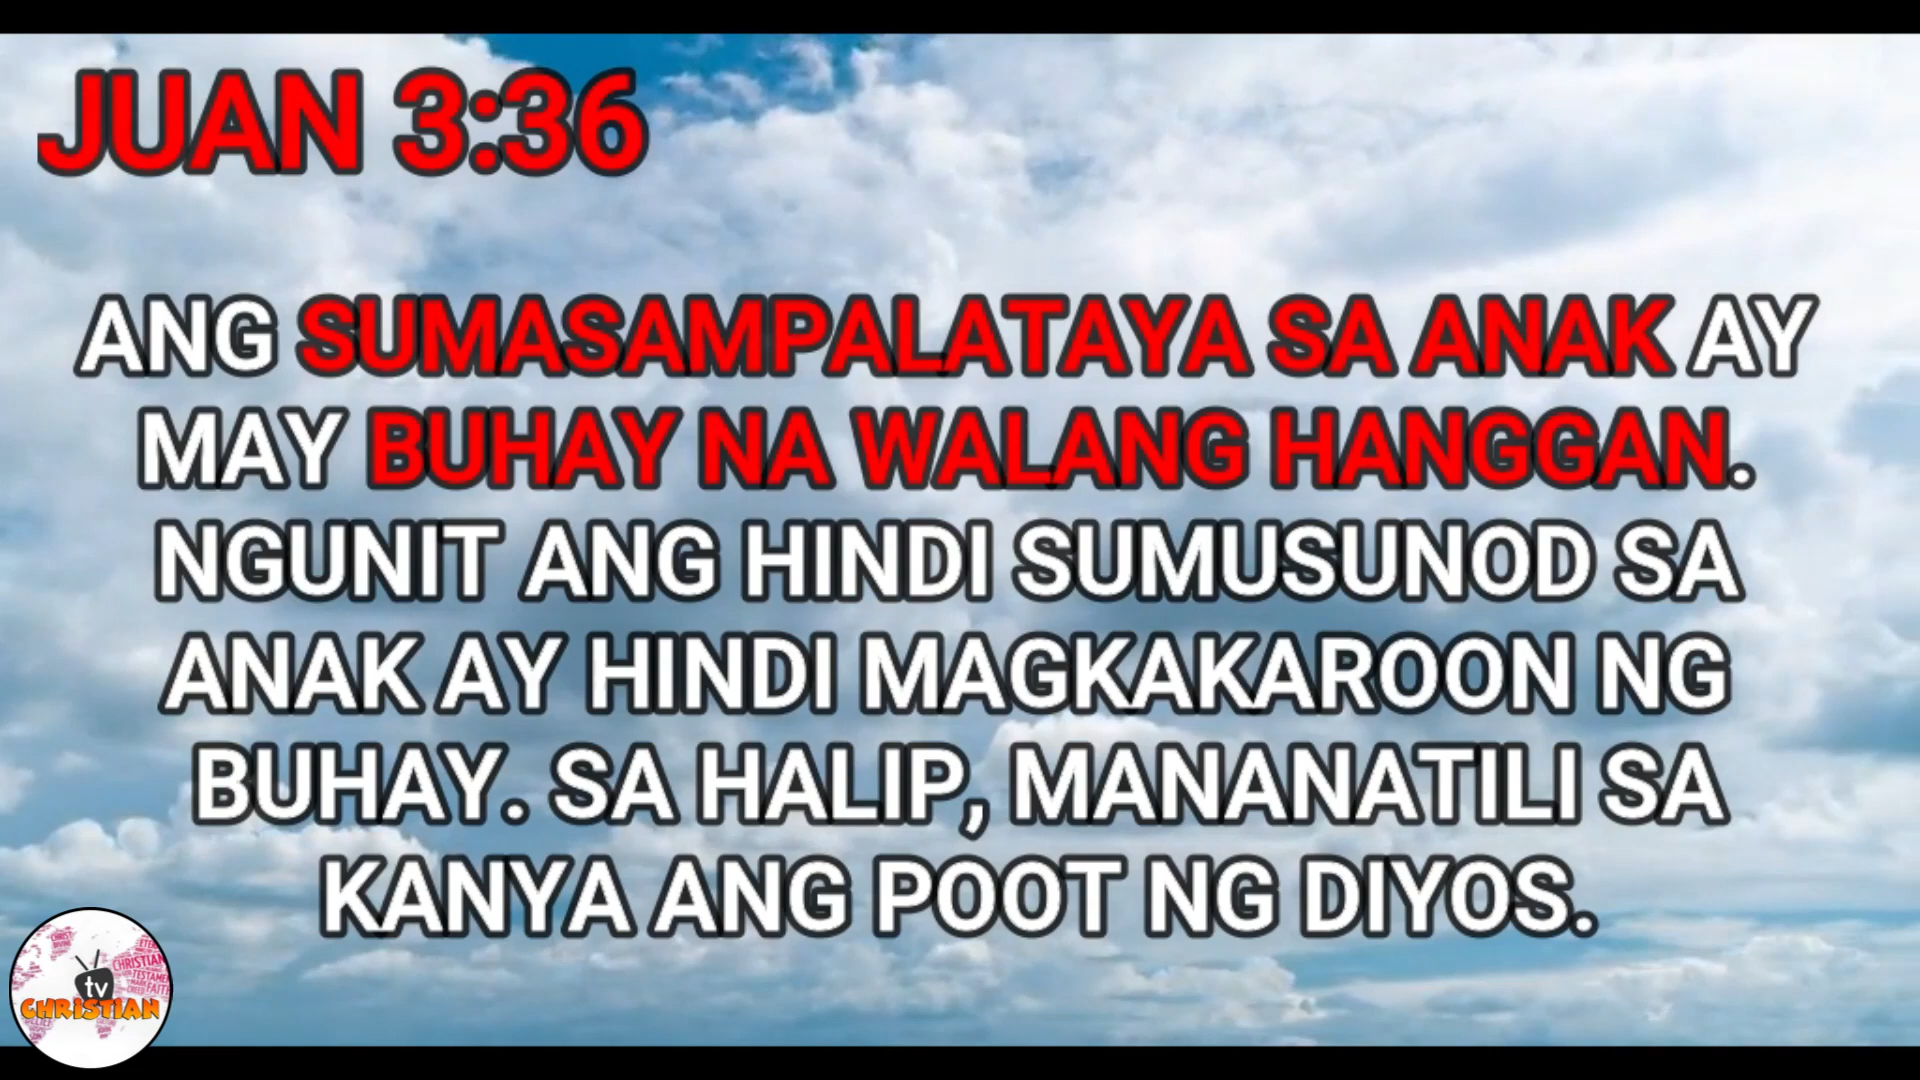 JUAN 3:36
ANG SUMASAMPALATAYA SA ANAK AY
MAY BUHAY NA WALANG HANGGAN.
NGUNIT ANG HINDI SUMUSUNOD SA
ANAK AY HINDI MAGKAKAROON NG
BUHAY. SA HALIP, MANANATILI SA
KANYA ANG POOT NG DIYOS.
tv
CHRISTIAN
CHRISTIAN